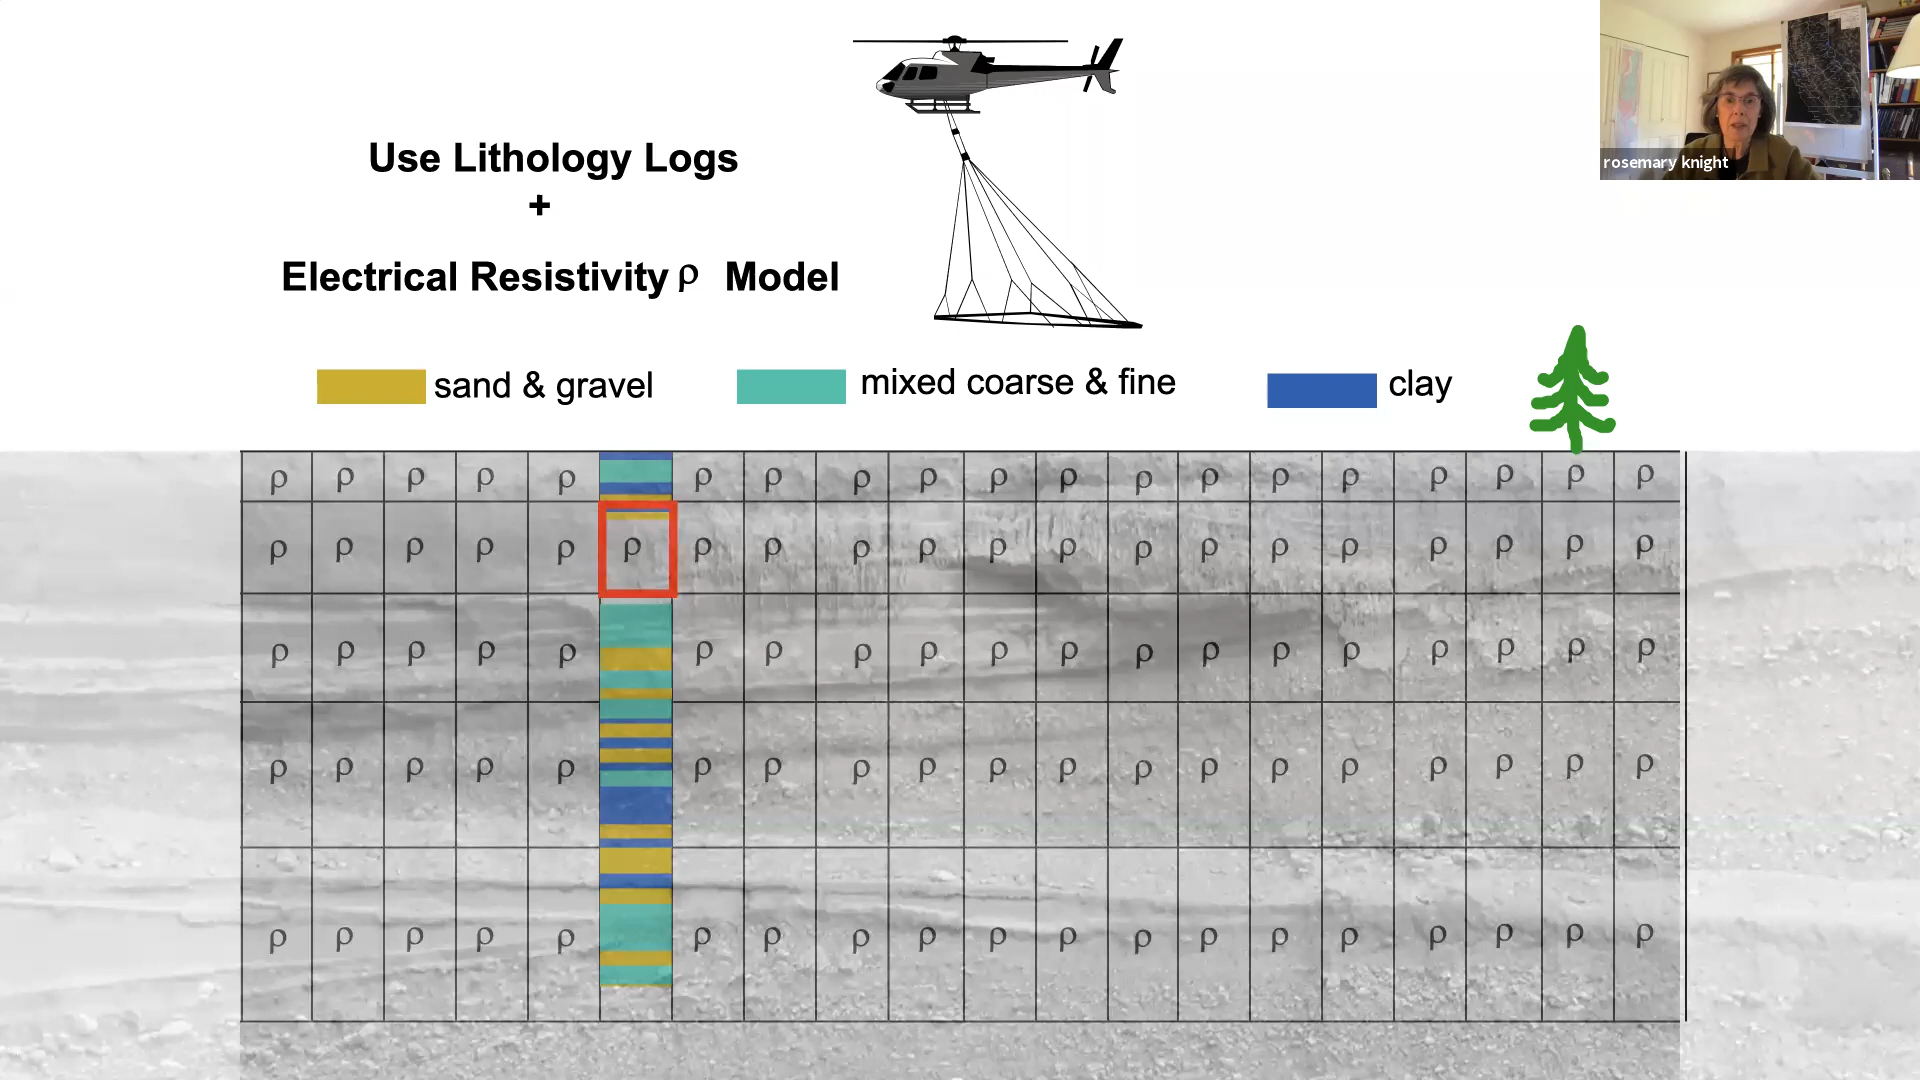 rosemary knight
Use Lithology Logs
+
Electrical Resistivity ρ Model
sand & gravel
mixed coarse & fine
clay
ρ ρ ρ ρ ρ ρ ρ ρ ρ ρ ρ ρ ρ ρ ρ ρ ρ ρ ρ
ρ ρ ρ ρ ρ ρ ρ ρ ρ ρ ρ ρ ρ ρ ρ ρ ρ ρ ρ ρ
ρ ρ ρ ρ ρ ρ ρ ρ ρ ρ ρ ρ ρ ρ ρ ρ ρ ρ ρ
ρ ρ ρ ρ ρ ρ ρ ρ ρ ρ ρ ρ ρ ρ ρ ρ ρ ρ ρ
ρ ρ ρ ρ ρ ρ ρ ρ ρ ρ ρ ρ ρ ρ ρ ρ ρ ρ ρ